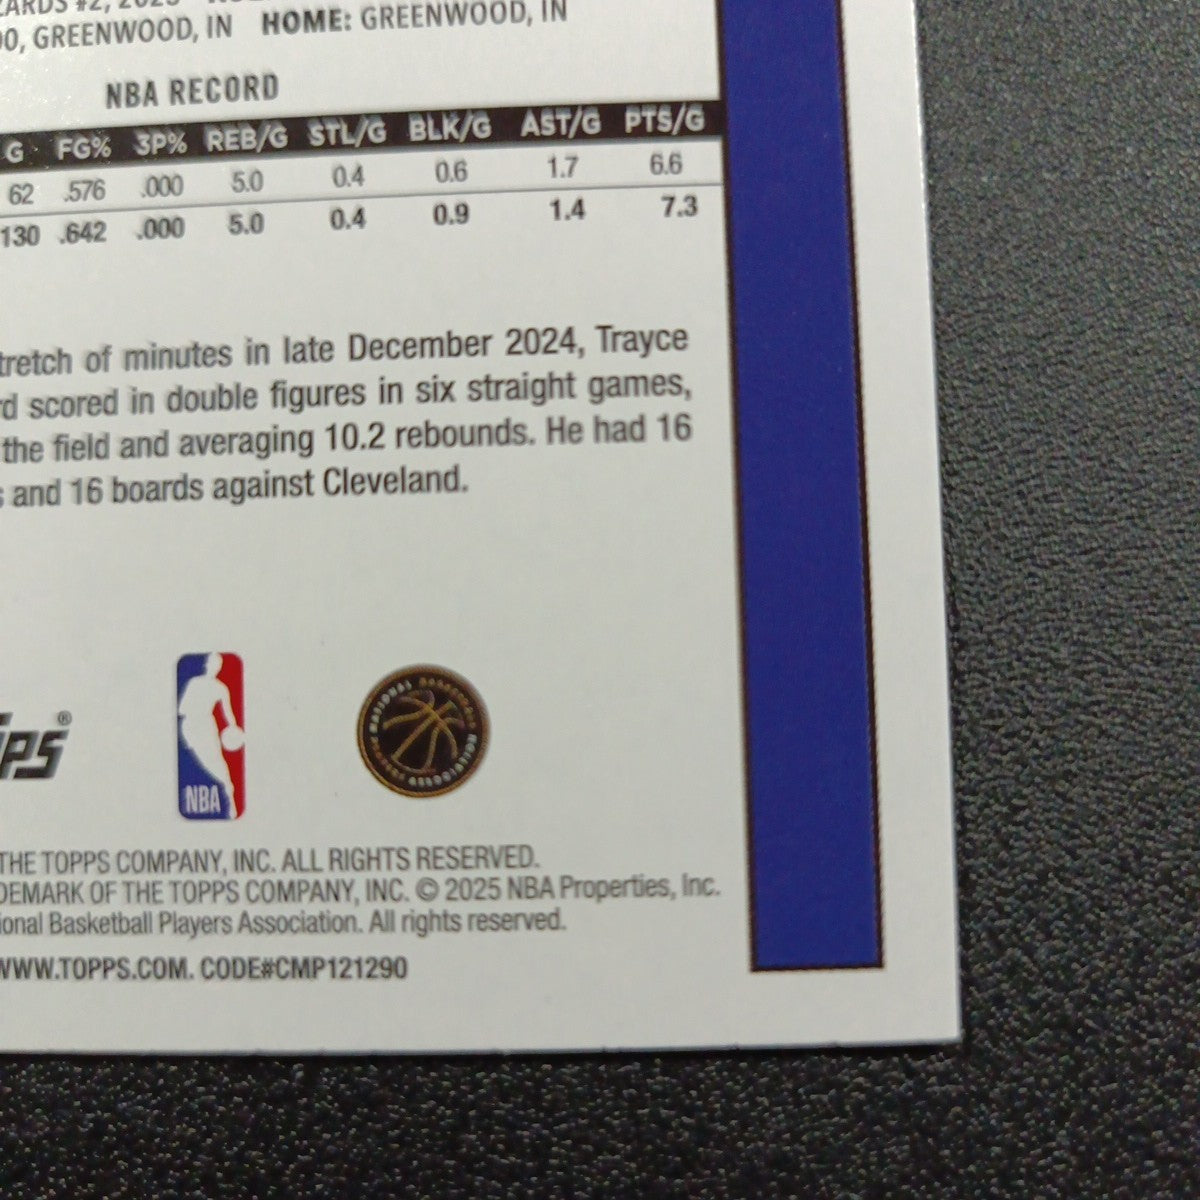 #2, 2023
GREENWOOD, IN HOME: GREENWOOD, IN
NBA RECORD
G FG% 3P% REB/G STL/G BLK/G AST/G PTS/G
62 .576 .000 5.0 0.4 0.6 1.7 6.6
130 .642 .000 5.0 0.4 0.9 1.4 7.3
tretch of minutes in late December 2024, Trayce
rd scored in double figures in six straight games,
the field and averaging 10.2 rebounds. He had 16
s and 16 boards against Cleveland.
PPS®
NBA
NATIONAL BASKETBALL PLAYERS ASSOCIATION
THE TOPPS COMPANY, INC. ALL RIGHTS RESERVED.
DEMARK OF THE TOPPS COMPANY, INC. © 2025 NBA Properties, Inc.
ional Basketball Players Association. All rights reserved.
WWW.TOPPS.COM. CODE#CMP121290